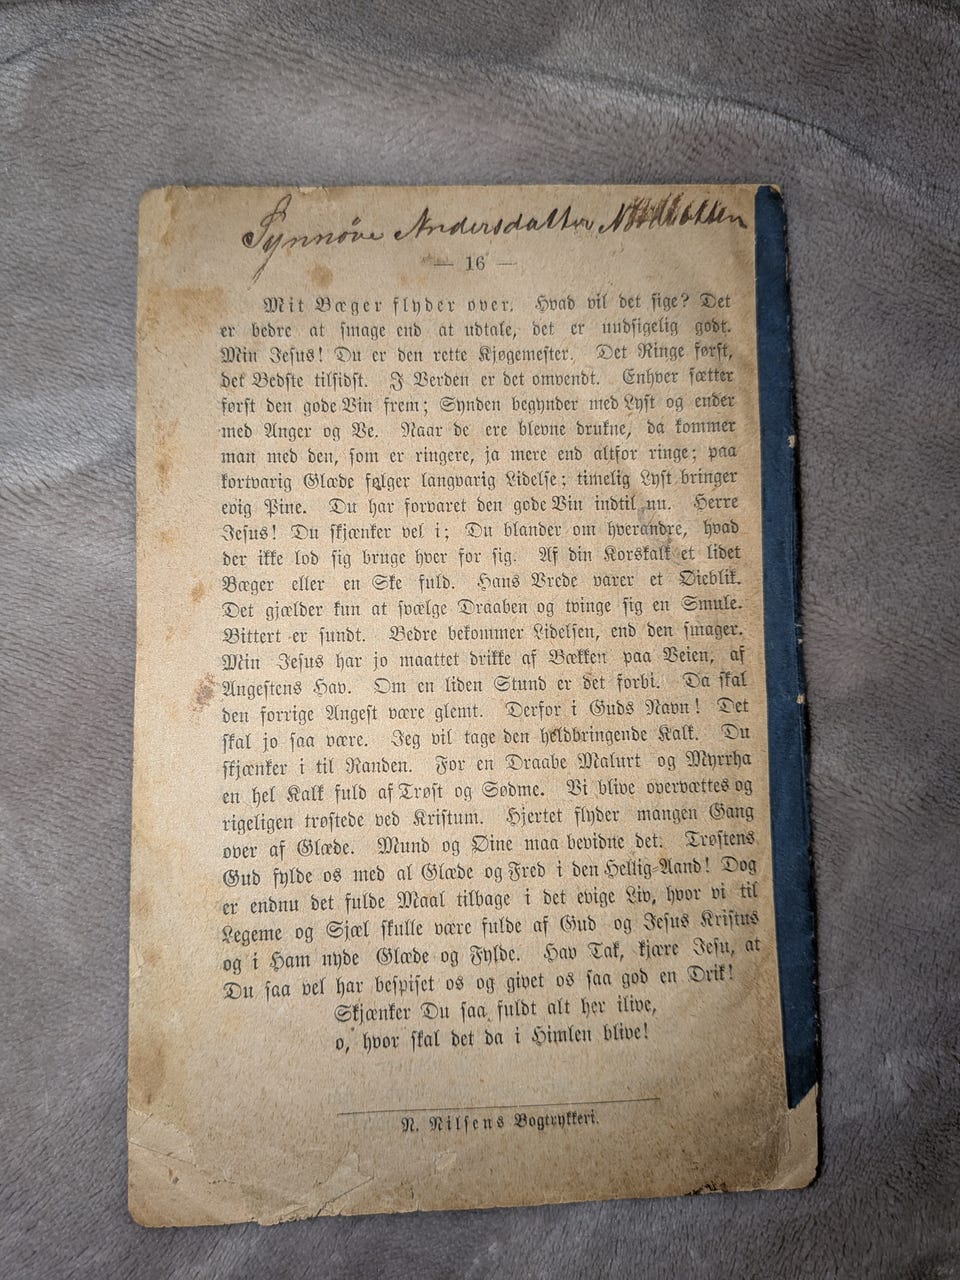 Synnøve Andersdatter
— 16 —
Mit Bæger flyder over. Hvad vil det sige? Det
er bedre at smage end at udtale, det er uudsigelig godt.
Min Jesus! Du er den rette Kjøgemester. Det Ringe først,
det Bedste tilsidst. I Verden er det omvendt. Enhver sætter
først den gode Vin frem; Synden begynder med Lyst og ender
med Anger og Ve. Naar de ere blevne drukne, da kommer
man med den, som er ringere, ja mere end altfor ringe; paa
kortvarig Glæde følger langvarig Lidelse; timelig Lyst bringer
evig Pine. Du har forvaret den gode Vin indtil nu. Herre
Jesus! Du skjænker vel i; Du blander om hverandre, hvad
der ikke lod sig bruge hver for sig. Af din Korskalk et lidet
Bæger eller en Ske fuld. Hans Vrede varer et Øieblik.
Det gjælder kun at svælge Draaben og tvinge sig en Smule.
Bittert er sundt. Bedre bekommer Lidelsen, end den smager.
Min Jesus har jo maattet drikke af Bækken paa Veien, af
Angestens Hav. Om en liden Stund er det forbi. Da skal
den forrige Angest være glemt. Derfor i Guds Navn! Det
skal jo saa være. Jeg vil tage den heldbringende Kalk. Du
skjænker i til Randen. For en Draabe Malurt og Myrrha
en hel Kalk fuld af Trøst og Sødme. Vi blive overvættes og
rigeligen trøstede ved Kristum. Hjertet flyder mangen Gang
over af Glæde. Mund og Øine maa bevidne det. Trøstens
Gud fylde os med al Glæde og Fred i den Hellig-Aand! Dog
er endnu det fulde Maal tilbage i det evige Liv, hvor vi til
Legeme og Sjæl skulle være fulde af Gud og Jesus Kristus
og i Ham nyde Glæde og Fylde. Hav Tak, kjære Jesu, at
Du saa vel har bespiset os og givet os saa god en Drik!
Skjænker Du saa fuldt alt her ilive,
o, hvor skal det da i Himlen blive!
N. Nilsens Bogtrykkeri.